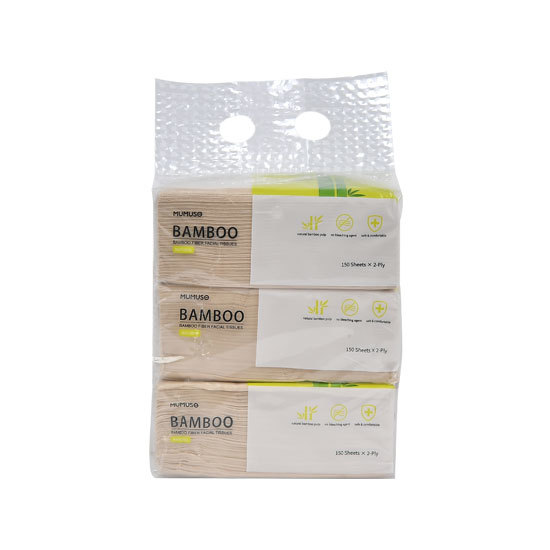 MUMUSO
BAMBOO
BAMBOO FIBER FACIAL TISSUES
natural bamboo pulp
no bleaching agent
safe & comfortable
150 Sheets × 2-Ply
MUMUSO
BAMBOO
BAMBOO FIBER FACIAL TISSUES
natural bamboo pulp
no bleaching agent
safe & comfortable
150 Sheets × 2-Ply
MUMUSO
BAMBOO
BAMBOO FIBER FACIAL TISSUES
natural bamboo pulp
no bleaching agent
safe & comfortable
150 Sheets × 2-Ply